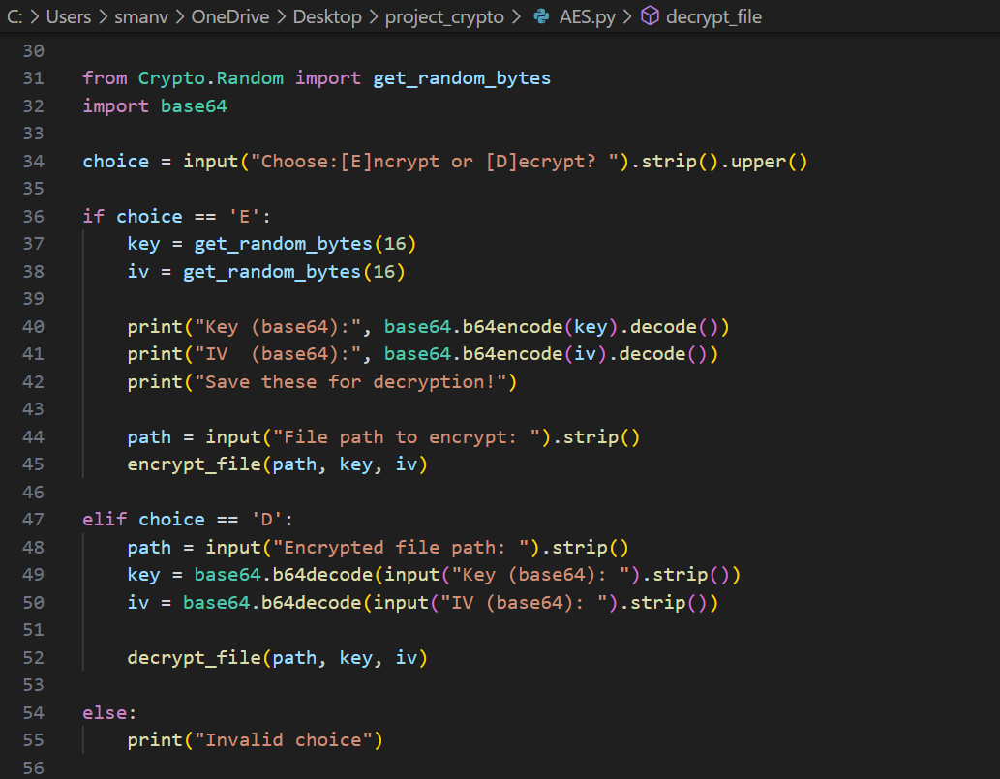 C: > Users > smanv > OneDrive > Desktop > project_crypto > AES.py > decrypt_file
30
31 from Crypto.Random import get_random_bytes
32 import base64
33
34 choice = input("Choose:[E]ncrypt or [D]ecrypt? ").strip().upper()
35
36 if choice == 'E':
37     key = get_random_bytes(16)
38     iv = get_random_bytes(16)
39
40     print("Key (base64):", base64.b64encode(key).decode())
41     print("IV  (base64):", base64.b64encode(iv).decode())
42     print("Save these for decryption!")
43
44     path = input("File path to encrypt: ").strip()
45     encrypt_file(path, key, iv)
46
47 elif choice == 'D':
48     path = input("Encrypted file path: ").strip()
49     key = base64.b64decode(input("Key (base64): ").strip())
50     iv = base64.b64decode(input("IV (base64): ").strip())
51
52     decrypt_file(path, key, iv)
53
54 else:
55     print("Invalid choice")
56